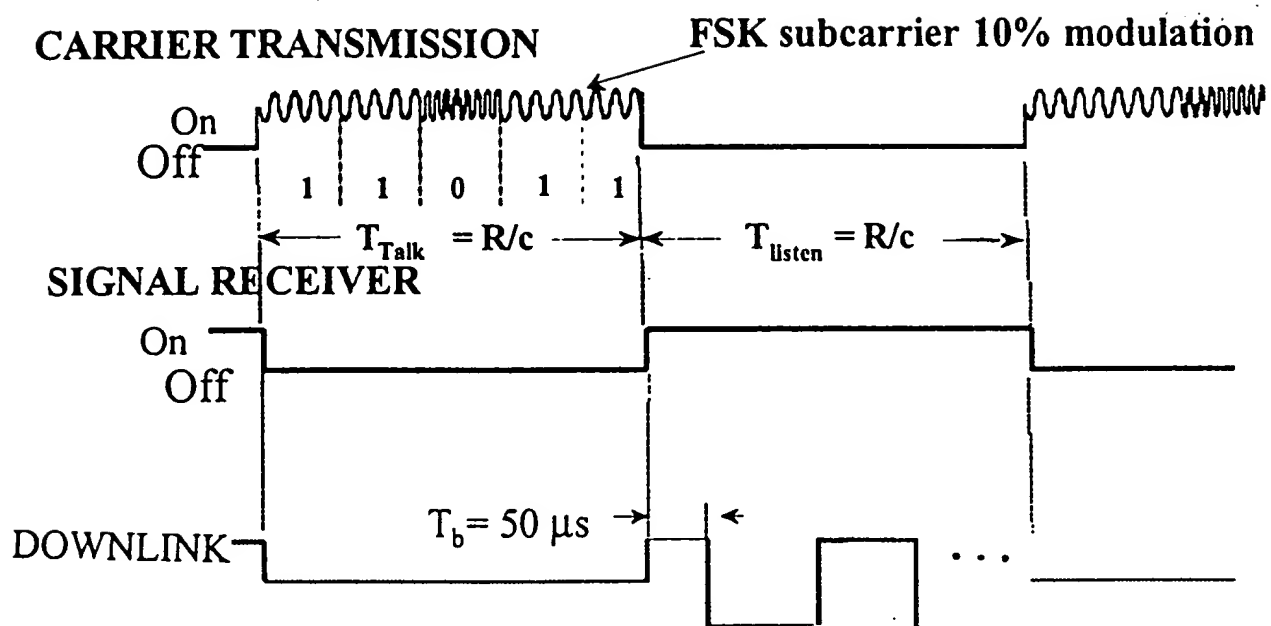 CARRIER TRANSMISSION
FSK subcarrier 10% modulation
On
Off
1 1 0 1 1
T_Talk = R/c
T_listen = R/c
SIGNAL RECEIVER
On
Off
T_b = 50 μs
DOWNLINK
...